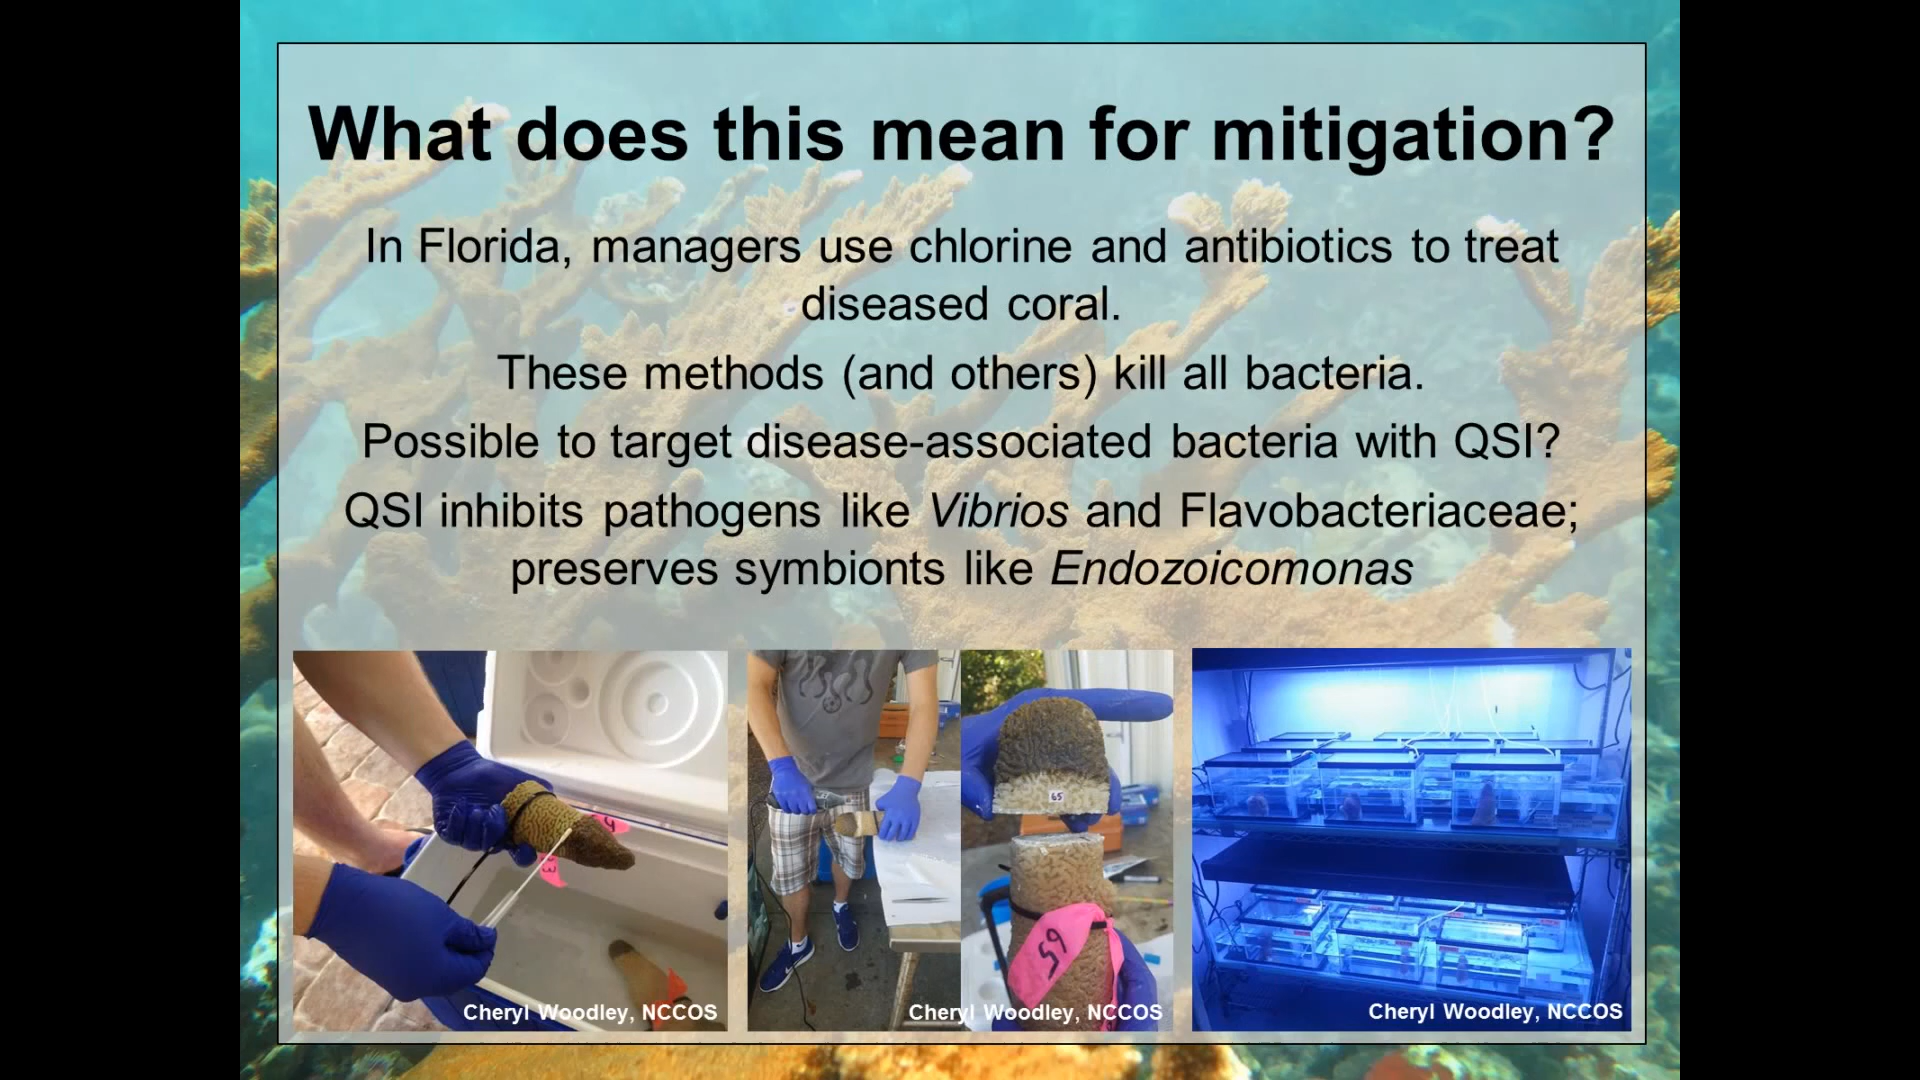 What does this mean for mitigation?
In Florida, managers use chlorine and antibiotics to treat
diseased coral.
These methods (and others) kill all bacteria.
Possible to target disease-associated bacteria with QSI?
QSI inhibits pathogens like Vibrios and Flavobacteriaceae;
preserves symbionts like Endozoicomonas
65
65
Cheryl Woodley, NCCOS
Cheryl Woodley, NCCOS
Cheryl Woodley, NCCOS